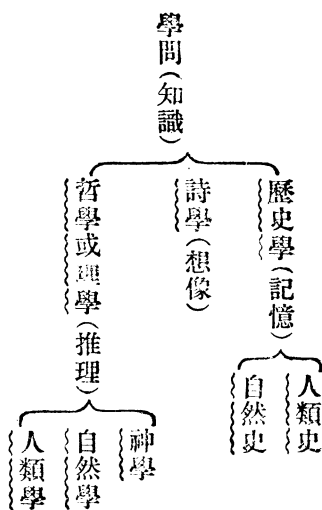 學問(知識)
歷史學(記憶)
人類史
自然史
詩學(想像)
哲學或理學(推理)
神學
自然學
人類學